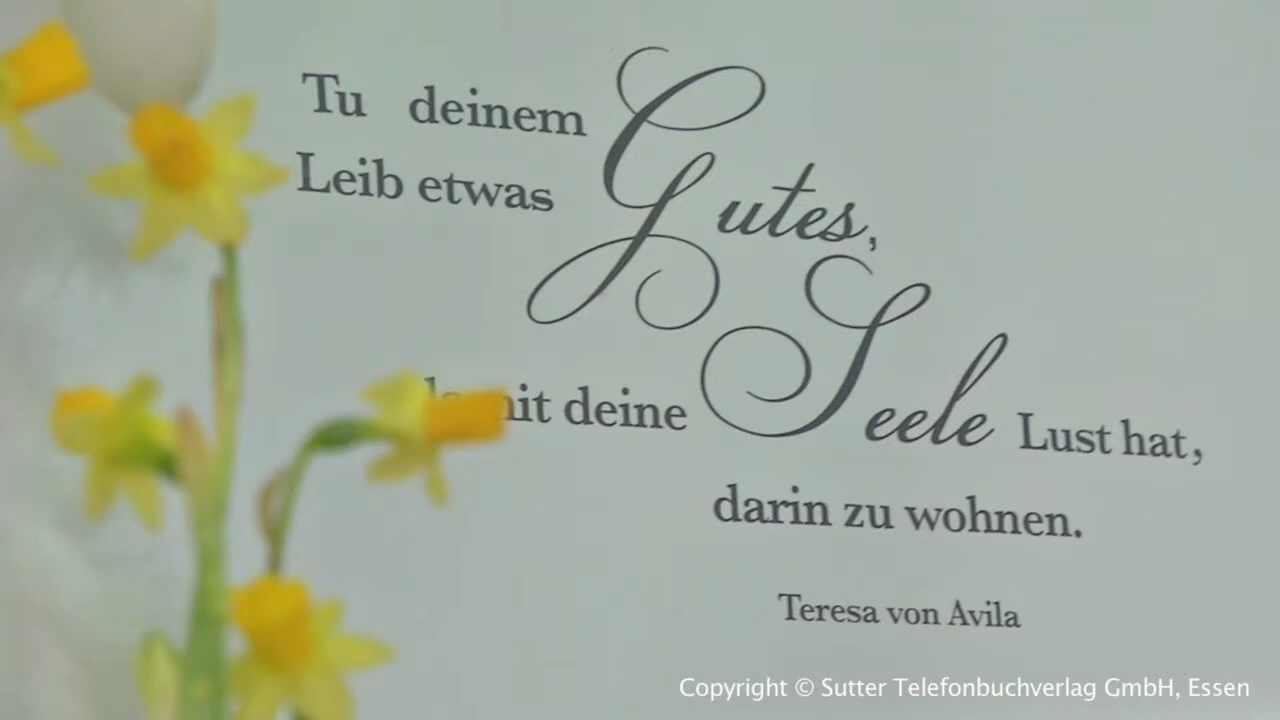 Tu deinem
Leib etwas Gutes,
deine Seele Lust hat,
darin zu wohnen.
Teresa von Avila
Copyright © Sutter Telefonbuchverlag GmbH, Essen